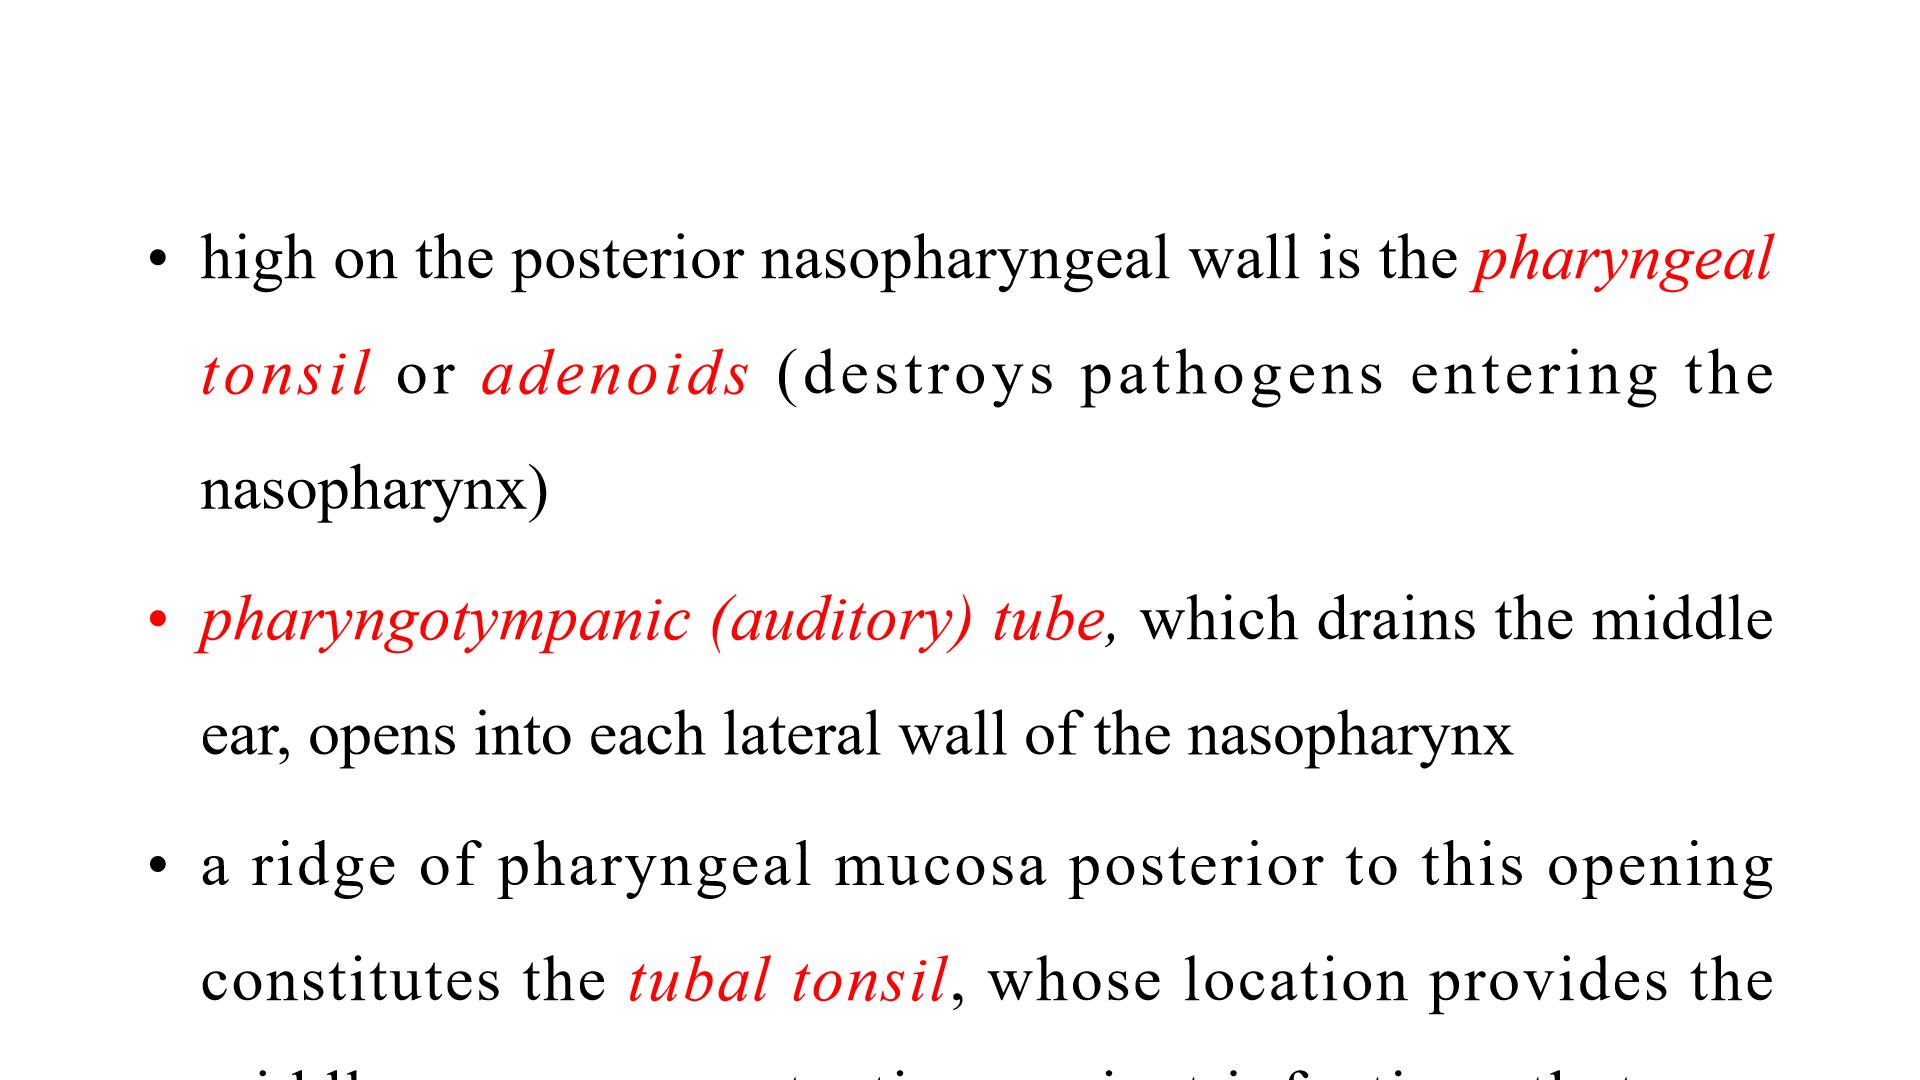 • high on the posterior nasopharyngeal wall is the pharyngeal
tonsil or adenoids (destroys pathogens entering the
nasopharynx)
• pharyngotympanic (auditory) tube, which drains the middle
ear, opens into each lateral wall of the nasopharynx
• a ridge of pharyngeal mucosa posterior to this opening
constitutes the tubal tonsil, whose location provides the